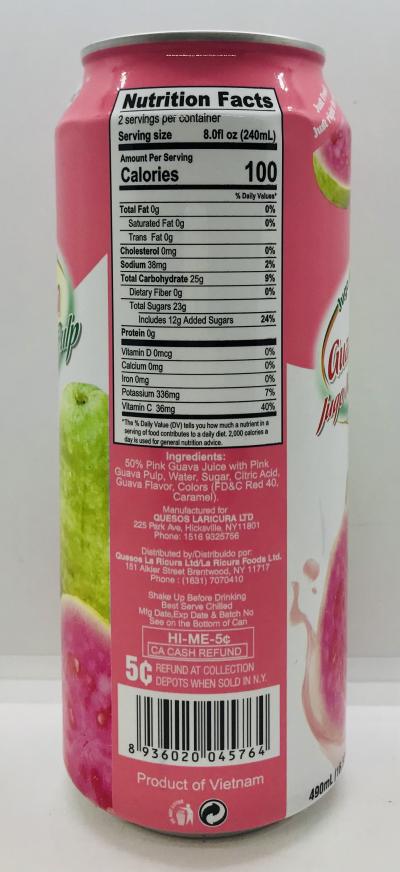 Nutrition Facts
2 servings per container
Serving size 8.0fl oz (240mL)
Amount Per Serving
Calories 100
% Daily Values*
Total Fat 0g 0%
Saturated Fat 0g 0%
Trans Fat 0g
Cholesterol 0mg 0%
Sodium 38mg 2%
Total Carbohydrate 25g 9%
Dietary Fiber 0g 0%
Total Sugars 23g
Includes 12g Added Sugars 24%
Protein 0g
Vitamin D 0mcg 0%
Calcium 0mg 0%
Iron 0mg 0%
Potassium 336mg 7%
Vitamin C 36mg 40%
*The % Daily Value (DV) tells you how much a nutrient in a
serving of food contributes to a daily diet. 2,000 calories a
day is used for general nutrition advice.
Ingredients:
50% Pink Guava Juice with Pink
Guava Pulp, Water, Sugar, Citric Acid,
Guava Flavor, Colors (FD&C Red 40,
Caramel).
Manufactured for
QUESOS LARICURA LTD
225 Park Ave, Hicksville, NY11801
Phone: 1516 9325756
Distributed by/Distribuido por:
Quesos La Ricura Ltd/La Ricura Foods Ltd.
151 Alkier Street Brentwood, NY 11717
Phone : (1631) 7070410
Shake Up Before Drinking
Best Serve Chilled
Mfg Date,Exp Date & Batch No
See on the Bottom of Can
HI-ME-5¢
CA CASH REFUND
5¢ REFUND AT COLLECTION
DEPOTS WHEN SOLD IN N.Y.
8 936020 045764
Product of Vietnam
ulp
Gua
490mL